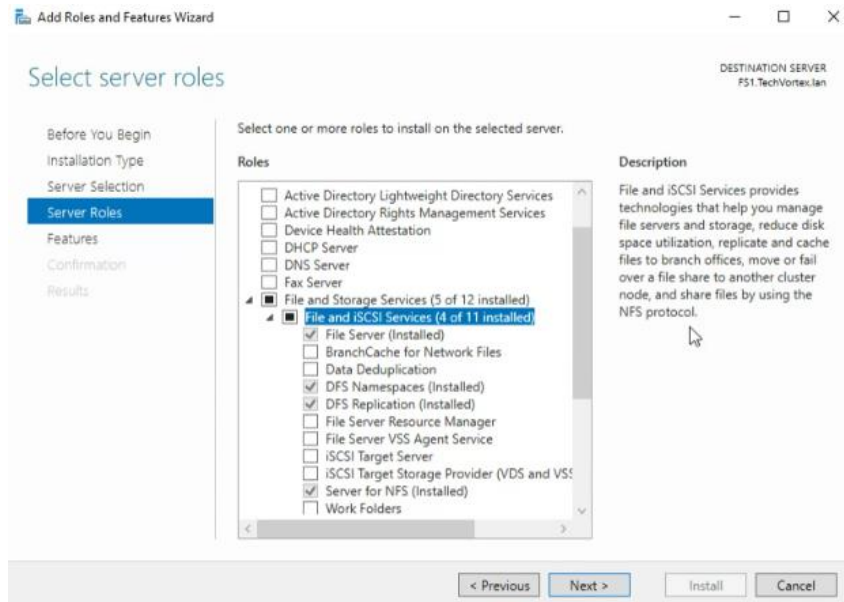 Add Roles and Features Wizard
Select server roles
DESTINATION SERVER
FS1.TechVortex.lan
Before You Begin
Installation Type
Server Selection
Server Roles
Features
Confirmation
Results
Select one or more roles to install on the selected server.
Roles
Active Directory Lightweight Directory Services
Active Directory Rights Management Services
Device Health Attestation
DHCP Server
DNS Server
Fax Server
File and Storage Services (5 of 12 installed)
File and iSCSI Services (4 of 11 installed)
File Server (Installed)
BranchCache for Network Files
Data Deduplication
DFS Namespaces (Installed)
DFS Replication (Installed)
File Server Resource Manager
File Server VSS Agent Service
iSCSI Target Server
iSCSI Target Storage Provider (VDS and VSS
Server for NFS (Installed)
Work Folders
Description
File and iSCSI Services provides
technologies that help you manage
file servers and storage, reduce disk
space utilization, replicate and cache
files to branch offices, move or fail
over a file share to another cluster
node, and share files by using the
NFS protocol.
< Previous
Next >
Install
Cancel